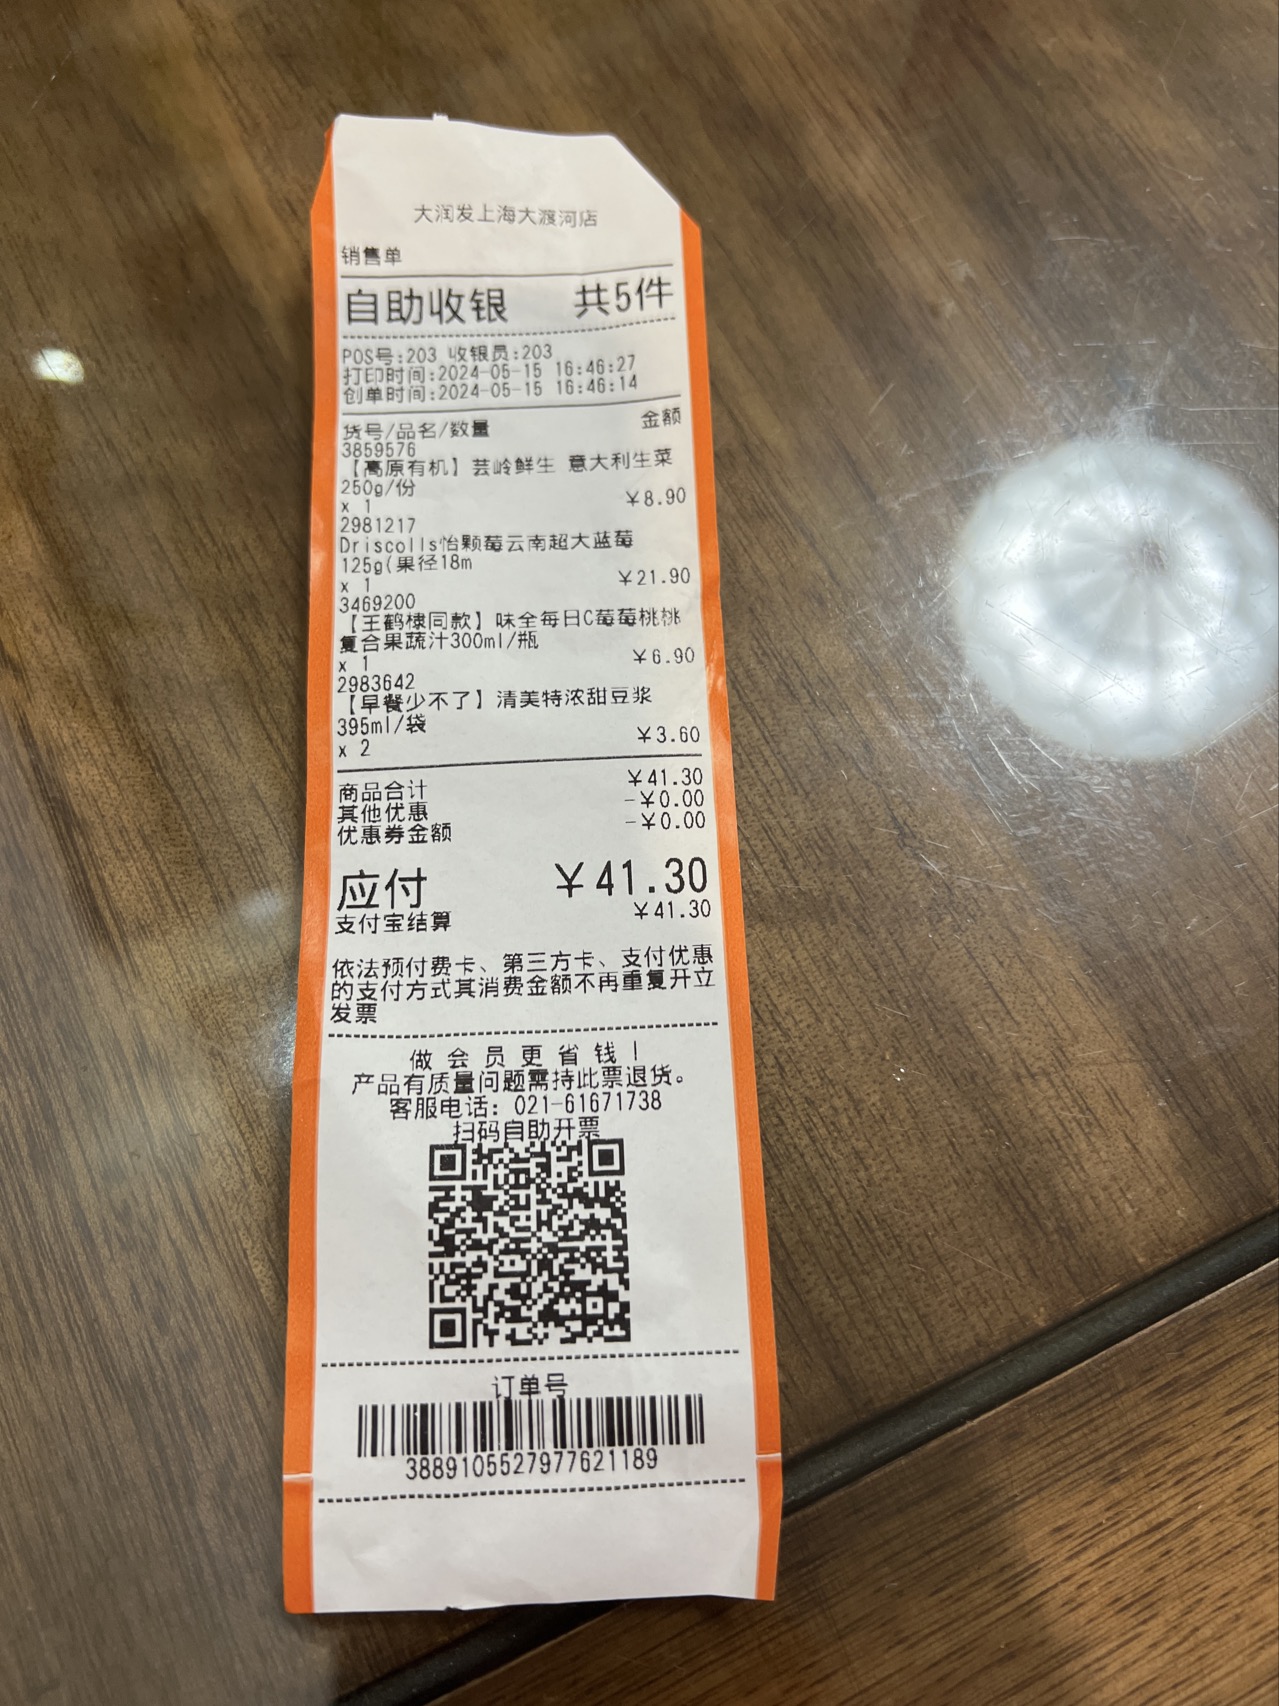 大润发上海大渡河店
销售单
自助收银 共5件
POS号:203 收银员:203
打印时间:2024-05-15 16:46:27
创单时间:2024-05-15 16:46:14
货号/品名/数量 金额
3859576
【高原有机】芸岭鲜生 意大利生菜
250g/份
x 1 ¥8.90
2981217
Driscolls怡颗莓云南超大蓝莓
125g(果径18m
x 1 ¥21.90
3469200
【王鹤棣同款】味全每日C莓莓桃桃
复合果蔬汁300ml/瓶
x 1 ¥6.90
2983642
【早餐少不了】清美特浓甜豆浆
395ml/袋
x 2 ¥3.60
商品合计 ¥41.30
其他优惠 -¥0.00
优惠券金额 -¥0.00
应付 ¥41.30
支付宝结算 ¥41.30
依法预付费卡、第三方卡、支付优惠
的支付方式其消费金额不再重复开立
发票
做会员更省钱!
产品有质量问题需持此票退货。
客服电话: 021-61671738
扫码自助开票
订单号
3889105527977621189